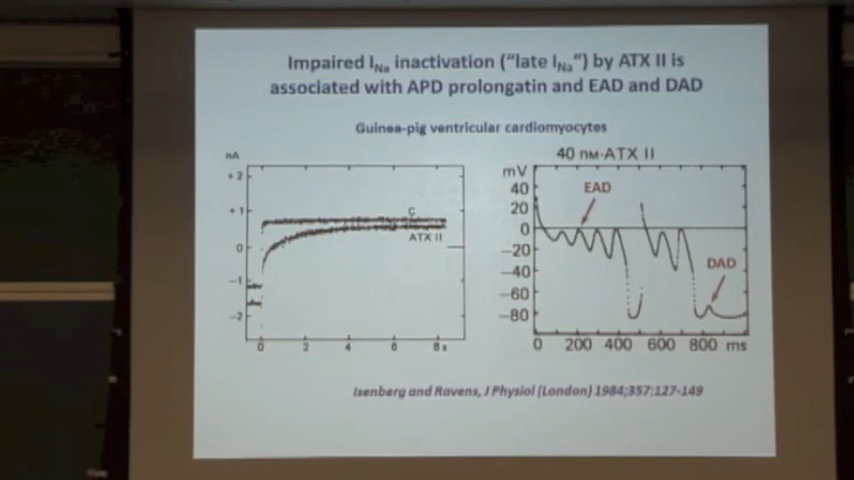 Impaired INa inactivation ("late INa") by ATX II is
associated with APD prolongatin and EAD and DAD
Guinea-pig ventricular cardiomyocytes
nA
+ 2
+ 1
0
−1
−2
0 2 4 6 8 s
C
ATX II
40 nM-ATX II
mV
40
20
0
−20
−40
−60
−80
0 200 400 600 800 ms
EAD
DAD
Isenberg and Ravens, J Physiol (London) 1984;357:127-149